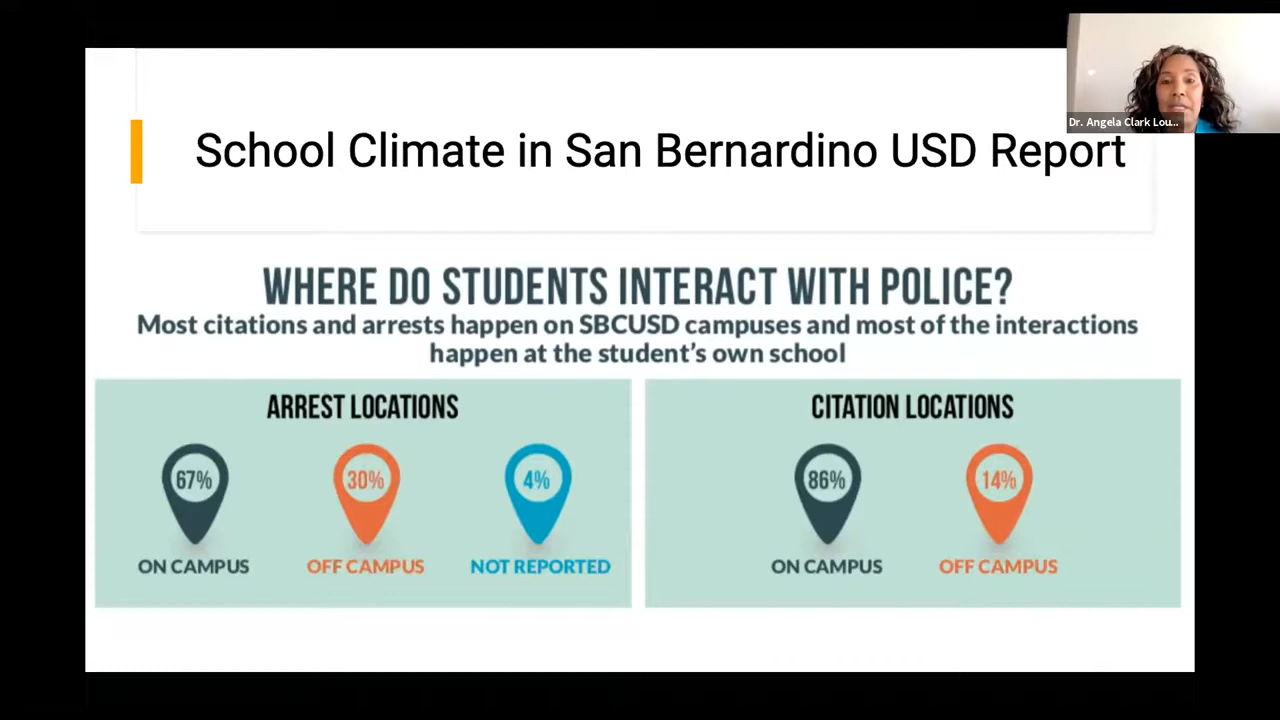 Dr. Angela Clark Lou...
School Climate in San Bernardino USD Report
WHERE DO STUDENTS INTERACT WITH POLICE?
Most citations and arrests happen on SBCUSD campuses and most of the interactions
happen at the student's own school
ARREST LOCATIONS
67%
30%
4%
ON CAMPUS
OFF CAMPUS
NOT REPORTED
CITATION LOCATIONS
86%
14%
ON CAMPUS
OFF CAMPUS